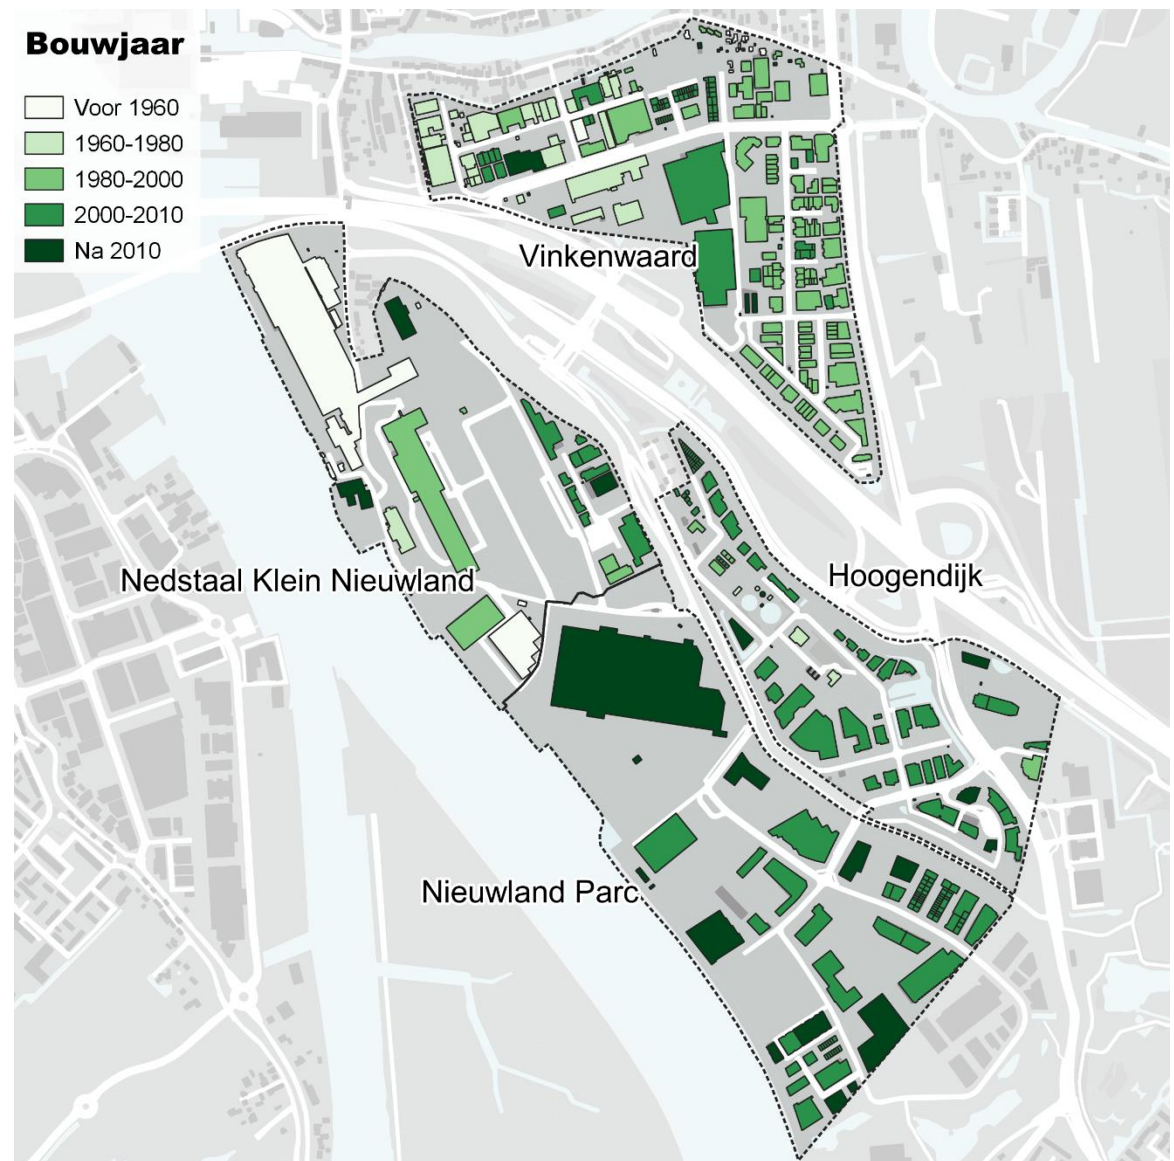 Bouwjaar
Voor 1960
1960-1980
1980-2000
2000-2010
Na 2010
Vinkenwaard
Nedstaal Klein Nieuwland
Hoogendijk
Nieuwland Parc